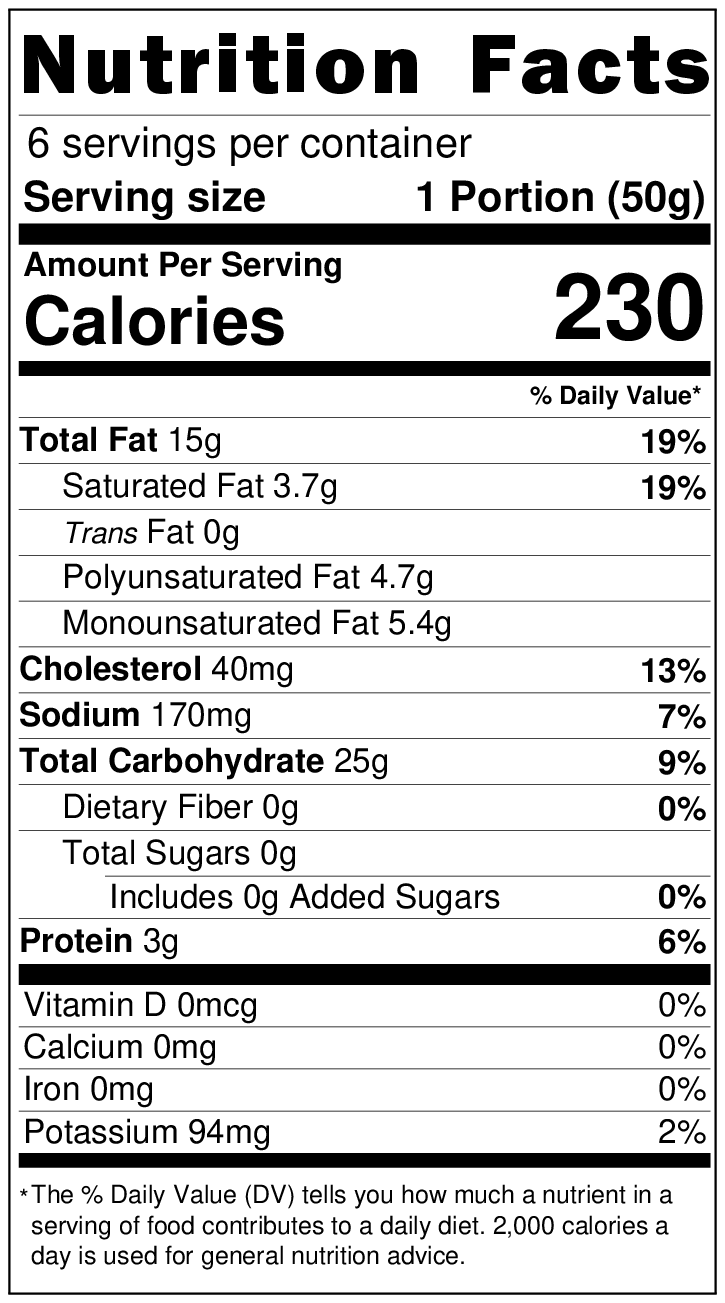 Nutrition Facts
6 servings per container
Serving size 1 Portion (50g)
Amount Per Serving
Calories 230
% Daily Value*
Total Fat 15g 19%
Saturated Fat 3.7g 19%
Trans Fat 0g
Polyunsaturated Fat 4.7g
Monounsaturated Fat 5.4g
Cholesterol 40mg 13%
Sodium 170mg 7%
Total Carbohydrate 25g 9%
Dietary Fiber 0g 0%
Total Sugars 0g
Includes 0g Added Sugars 0%
Protein 3g 6%
Vitamin D 0mcg 0%
Calcium 0mg 0%
Iron 0mg 0%
Potassium 94mg 2%
*The % Daily Value (DV) tells you how much a nutrient in a
serving of food contributes to a daily diet. 2,000 calories a
day is used for general nutrition advice.